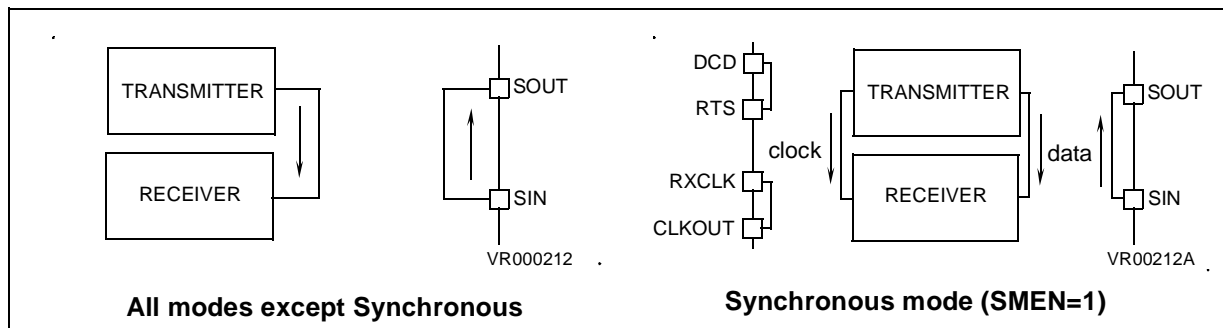 TRANSMITTER
RECEIVER
SOUT
SIN
VR000212
All modes except Synchronous
DCD
RTS
RXCLK
CLKOUT
clock
TRANSMITTER
RECEIVER
data
SOUT
SIN
VR00212A
Synchronous mode (SMEN=1)